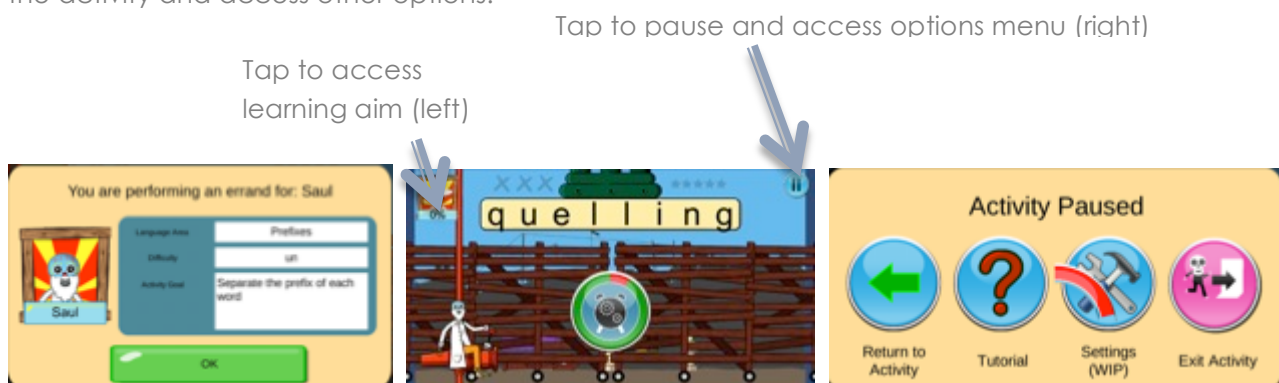 the activity and access other options.
Tap to pause and access options menu (right)
Tap to access
learning aim (left)
You are performing an errand for: Saul
Language Area
Prefixes
Difficulty
un
Activity Goal
Separate the prefix of each
word
Saul
OK
XXX
0%
quelling
Activity Paused
Return to
Activity
Tutorial
Settings
(WIP)
Exit Activity